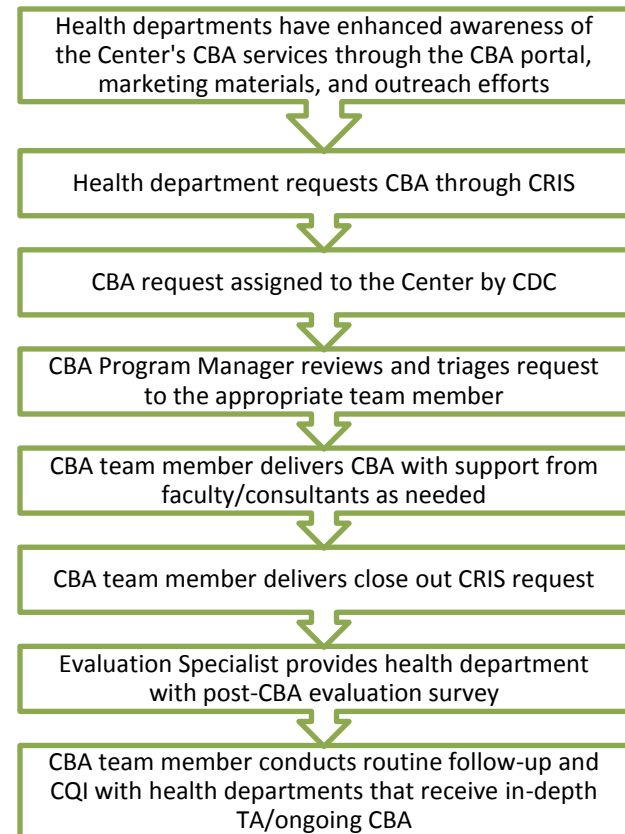 Health departments have enhanced awareness of
the Center's CBA services through the CBA portal,
marketing materials, and outreach efforts
Health department requests CBA through CRIS
CBA request assigned to the Center by CDC
CBA Program Manager reviews and triages request
to the appropriate team member
CBA team member delivers CBA with support from
faculty/consultants as needed
CBA team member delivers close out CRIS request
Evaluation Specialist provides health department
with post-CBA evaluation survey
CBA team member conducts routine follow-up and
CQI with health departments that receive in-depth
TA/ongoing CBA